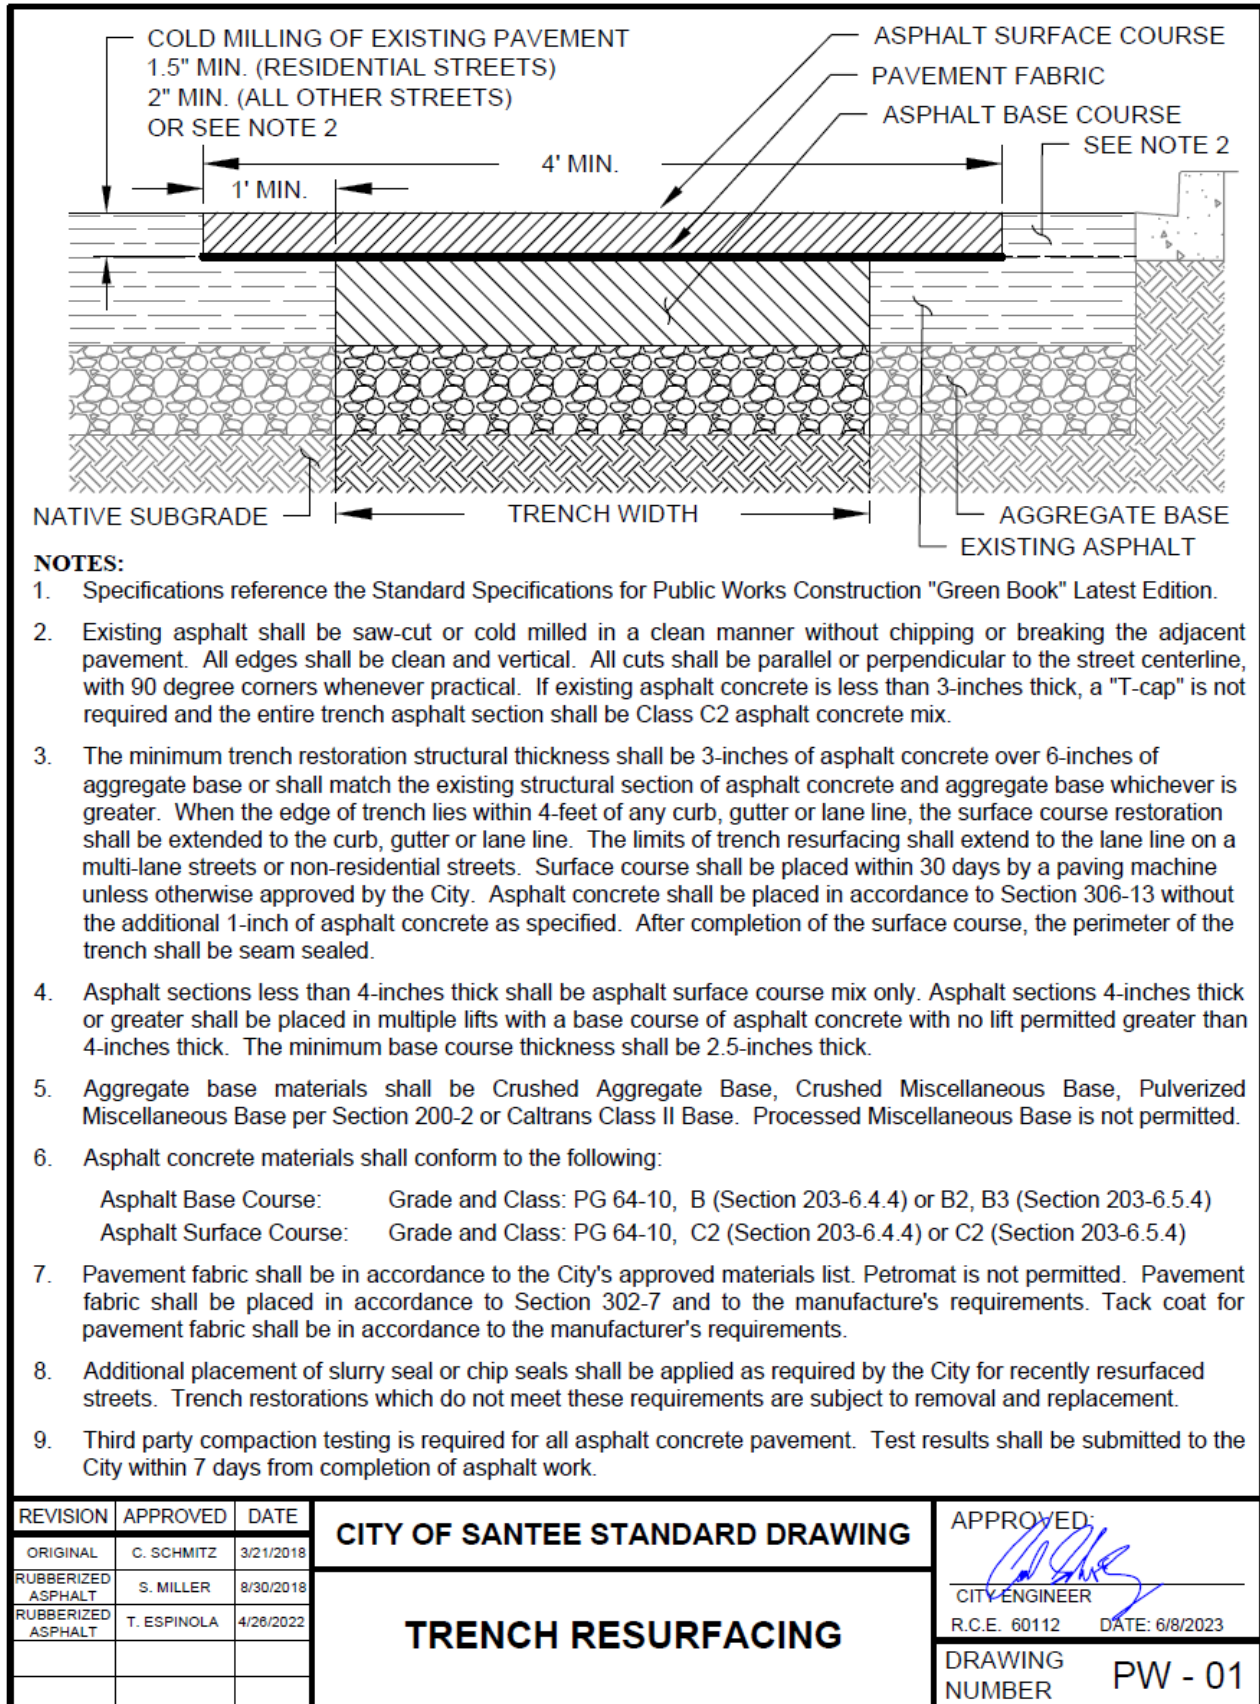 COLD MILLING OF EXISTING PAVEMENT
1.5" MIN. (RESIDENTIAL STREETS)
2" MIN. (ALL OTHER STREETS)
OR SEE NOTE 2
ASPHALT SURFACE COURSE
PAVEMENT FABRIC
ASPHALT BASE COURSE
SEE NOTE 2
4' MIN.
1' MIN.
NATIVE SUBGRADE
TRENCH WIDTH
AGGREGATE BASE
EXISTING ASPHALT
NOTES:
1. Specifications reference the Standard Specifications for Public Works Construction "Green Book" Latest Edition.
2. Existing asphalt shall be saw-cut or cold milled in a clean manner without chipping or breaking the adjacent
pavement. All edges shall be clean and vertical. All cuts shall be parallel or perpendicular to the street centerline,
with 90 degree corners whenever practical. If existing asphalt concrete is less than 3-inches thick, a "T-cap" is not
required and the entire trench asphalt section shall be Class C2 asphalt concrete mix.
3. The minimum trench restoration structural thickness shall be 3-inches of asphalt concrete over 6-inches of
aggregate base or shall match the existing structural section of asphalt concrete and aggregate base whichever is
greater. When the edge of trench lies within 4-feet of any curb, gutter or lane line, the surface course restoration
shall be extended to the curb, gutter or lane line. The limits of trench resurfacing shall extend to the lane line on a
multi-lane streets or non-residential streets. Surface course shall be placed within 30 days by a paving machine
unless otherwise approved by the City. Asphalt concrete shall be placed in accordance to Section 306-13 without
the additional 1-inch of asphalt concrete as specified. After completion of the surface course, the perimeter of the
trench shall be seam sealed.
4. Asphalt sections less than 4-inches thick shall be asphalt surface course mix only. Asphalt sections 4-inches thick
or greater shall be placed in multiple lifts with a base course of asphalt concrete with no lift permitted greater than
4-inches thick. The minimum base course thickness shall be 2.5-inches thick.
5. Aggregate base materials shall be Crushed Aggregate Base, Crushed Miscellaneous Base, Pulverized
Miscellaneous Base per Section 200-2 or Caltrans Class II Base. Processed Miscellaneous Base is not permitted.
6. Asphalt concrete materials shall conform to the following:
Asphalt Base Course: Grade and Class: PG 64-10, B (Section 203-6.4.4) or B2, B3 (Section 203-6.5.4)
Asphalt Surface Course: Grade and Class: PG 64-10, C2 (Section 203-6.4.4) or C2 (Section 203-6.5.4)
7. Pavement fabric shall be in accordance to the City's approved materials list. Petromat is not permitted. Pavement
fabric shall be placed in accordance to Section 302-7 and to the manufacture's requirements. Tack coat for
pavement fabric shall be in accordance to the manufacturer's requirements.
8. Additional placement of slurry seal or chip seals shall be applied as required by the City for recently resurfaced
streets. Trench restorations which do not meet these requirements are subject to removal and replacement.
9. Third party compaction testing is required for all asphalt concrete pavement. Test results shall be submitted to the
City within 7 days from completion of asphalt work.
REVISION APPROVED DATE
ORIGINAL C. SCHMITZ 3/21/2018
RUBBERIZED ASPHALT S. MILLER 8/30/2018
RUBBERIZED ASPHALT T. ESPINOLA 4/26/2022
CITY OF SANTEE STANDARD DRAWING
TRENCH RESURFACING
APPROVED:
CITY ENGINEER
R.C.E. 60112 DATE: 6/8/2023
DRAWING
NUMBER PW - 01